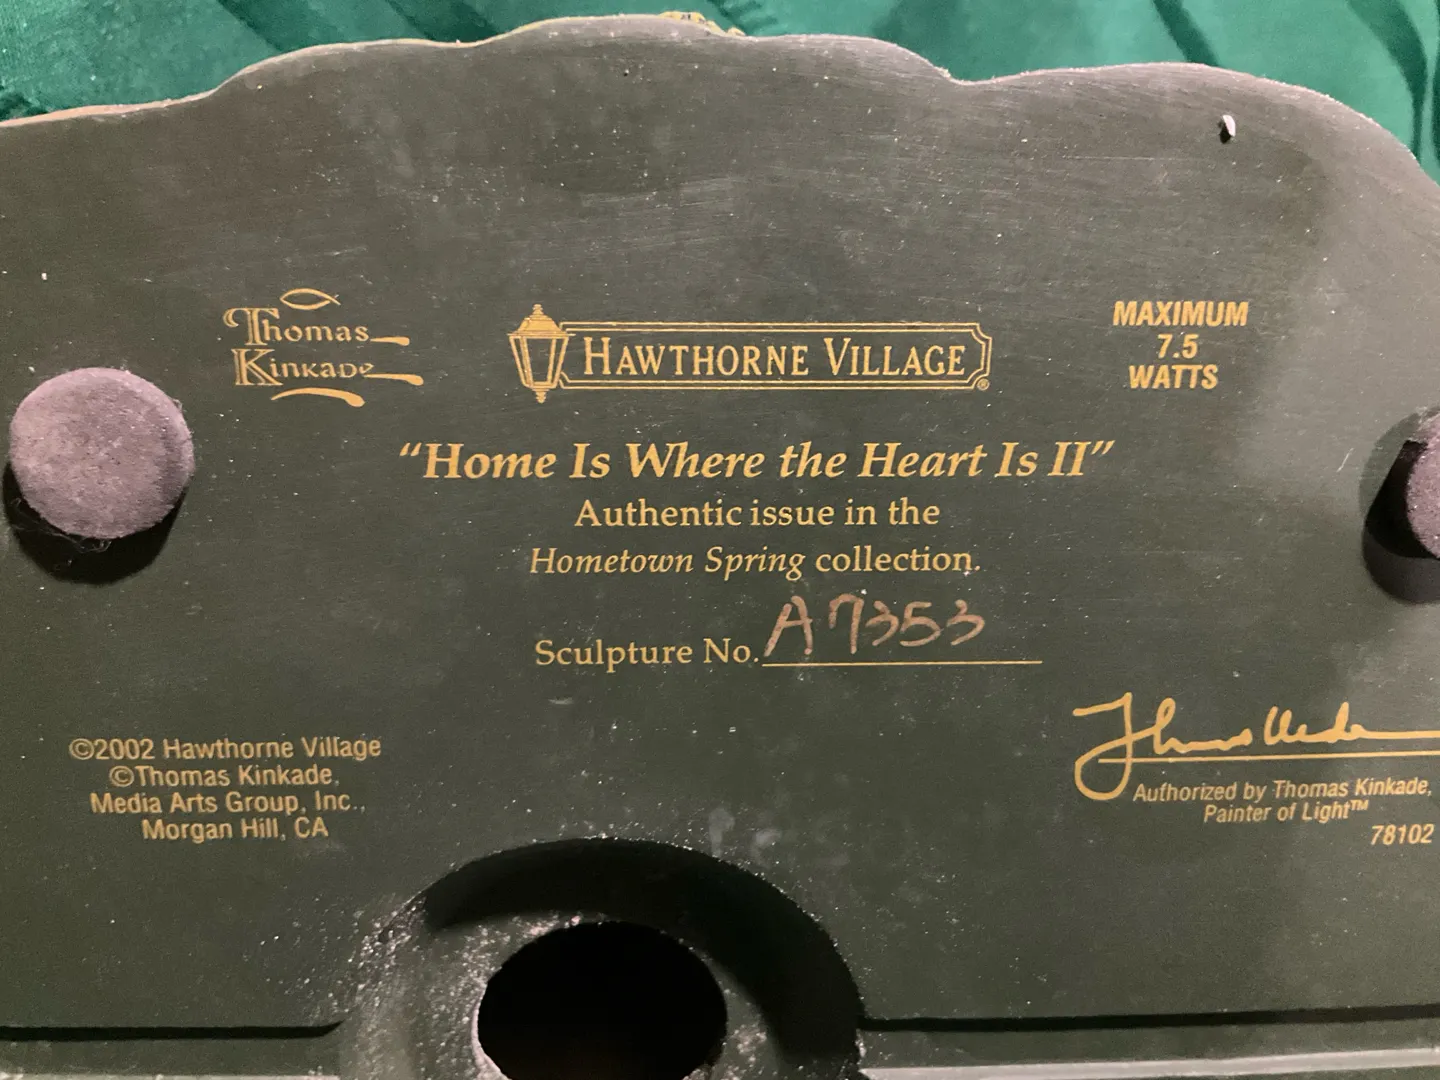 Thomas
Kinkade
HAWTHORNE VILLAGE®
MAXIMUM
7.5
WATTS
“Home Is Where the Heart Is II”
Authentic issue in the
Hometown Spring collection.
Sculpture No. A7353
©2002 Hawthorne Village
©Thomas Kinkade,
Media Arts Group, Inc.,
Morgan Hill, CA
Thomas Kinkade
Authorized by Thomas Kinkade,
Painter of Light™
78102